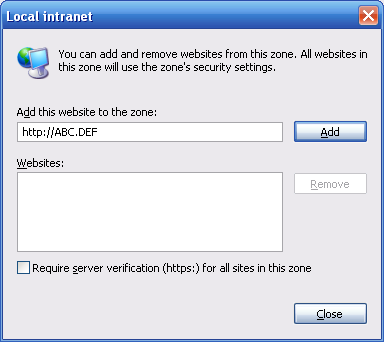 Local intranet
You can add and remove websites from this zone. All websites in
this zone will use the zone's security settings.
Add this website to the zone:
http://ABC.DEF
Add
Websites:
Remove
Require server verification (https:) for all sites in this zone
Close